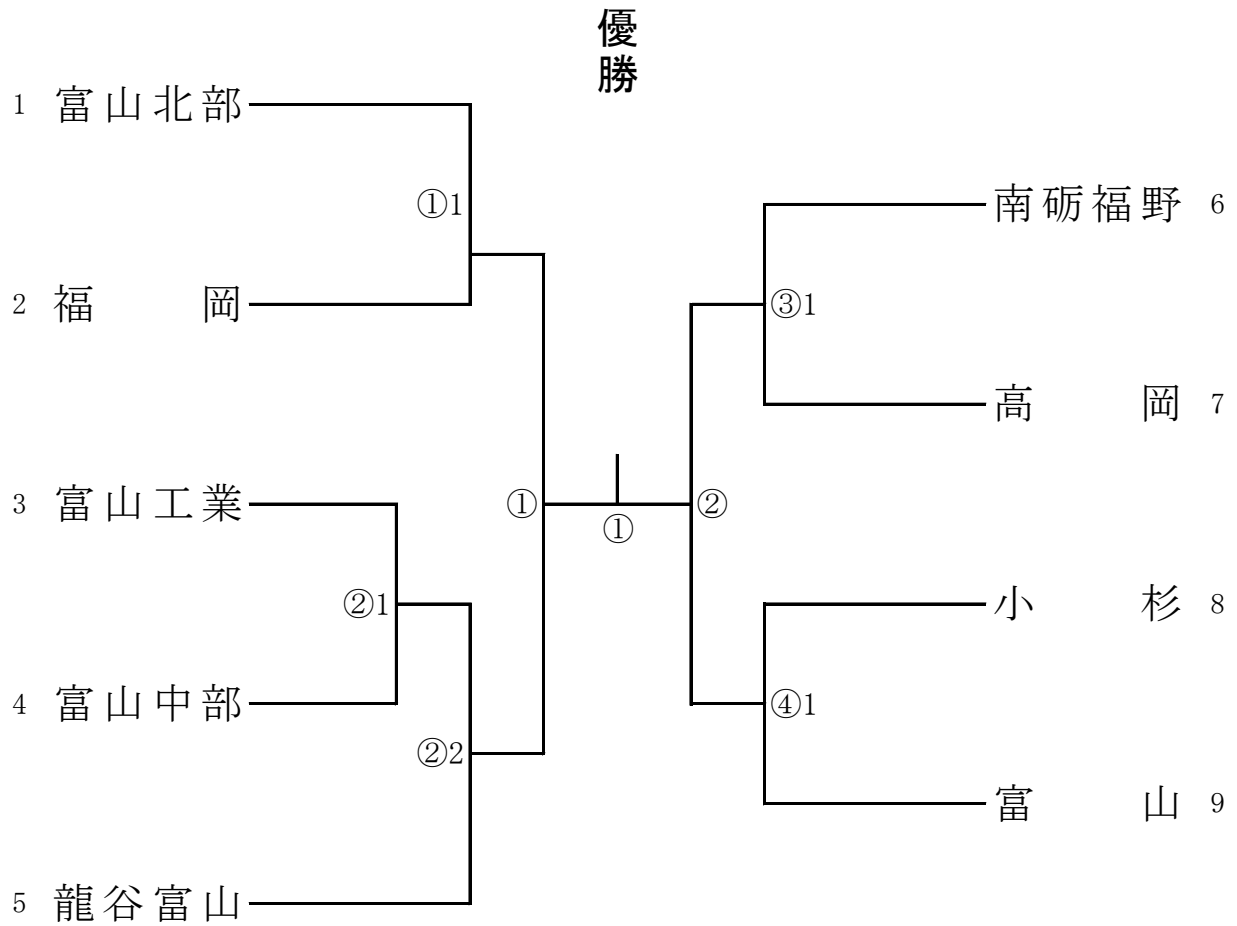 優勝
1 富山北部
①1
2 福岡
3 富山工業
②1
4 富山中部
②2
5 龍谷富山
①
①
②
南砺福野 6
③1
高岡 7
小杉 8
④1
富山 9